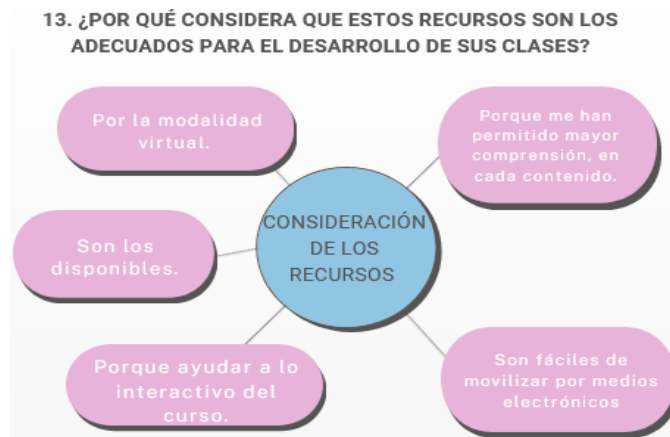 13. ¿POR QUÉ CONSIDERA QUE ESTOS RECURSOS SON LOS
ADECUADOS PARA EL DESARROLLO DE SUS CLASES?
Por la modalidad
virtual.
Porque me han
permitido mayor
comprensión, en
cada contenido.
CONSIDERACIÓN
DE LOS
RECURSOS
Son los
disponibles.
Porque ayudar a lo
interactivo del
curso.
Son fáciles de
movilizar por medios
electrónicos